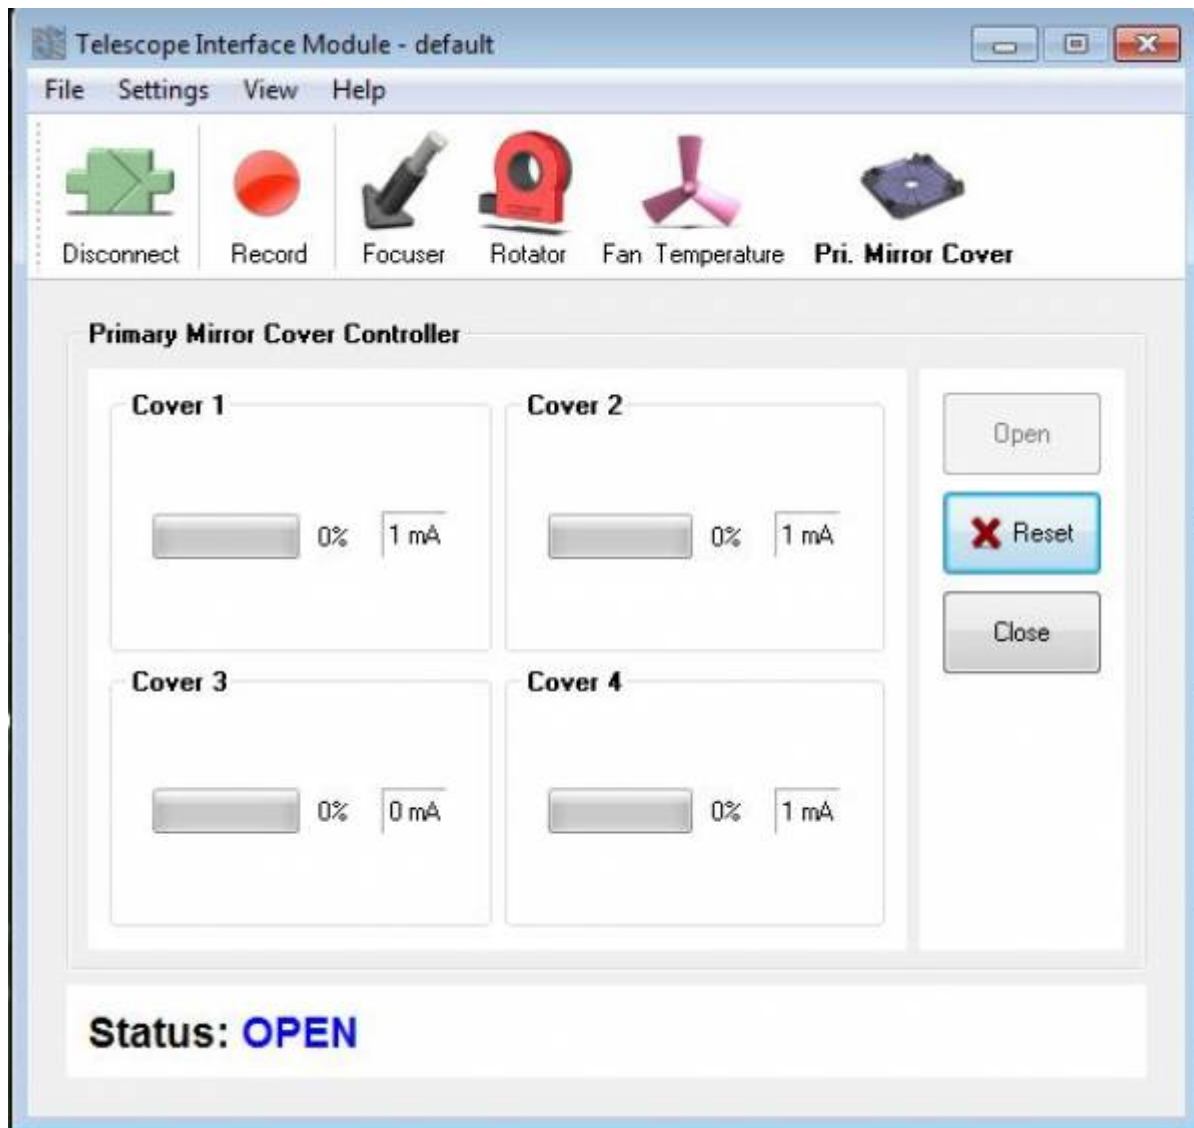 Telescope Interface Module - default
File Settings View Help
Disconnect Record Focuser Rotator Fan Temperature Pri. Mirror Cover
Primary Mirror Cover Controller
Cover 1
0% 1 mA
Cover 2
0% 1 mA
Cover 3
0% 0 mA
Cover 4
0% 1 mA
Open
Reset
Close
Status: OPEN